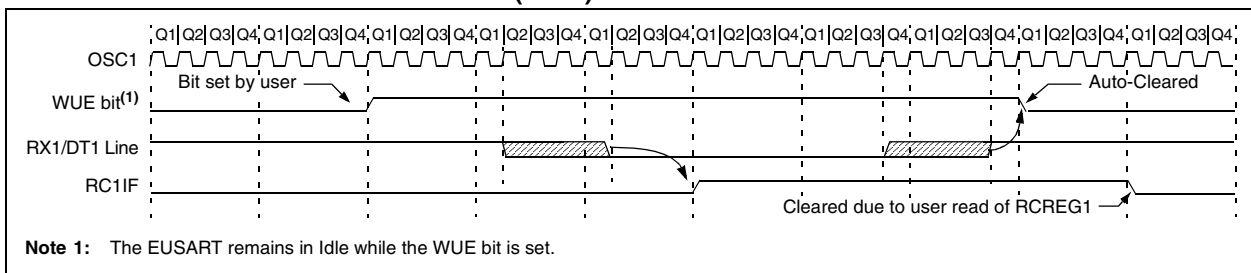 Q1 Q2 Q3 Q4 Q1 Q2 Q3 Q4 Q1 Q2 Q3 Q4 Q1 Q2 Q3 Q4 Q1 Q2 Q3 Q4 Q1 Q2 Q3 Q4 Q1 Q2 Q3 Q4 Q1 Q2 Q3 Q4 Q1 Q2 Q3 Q4 Q1 Q2 Q3 Q4
OSC1
Bit set by user
Auto-Cleared
WUE bit(1)
RX1/DT1 Line
RC1IF
Cleared due to user read of RCREG1
Note 1: The EUSART remains in Idle while the WUE bit is set.